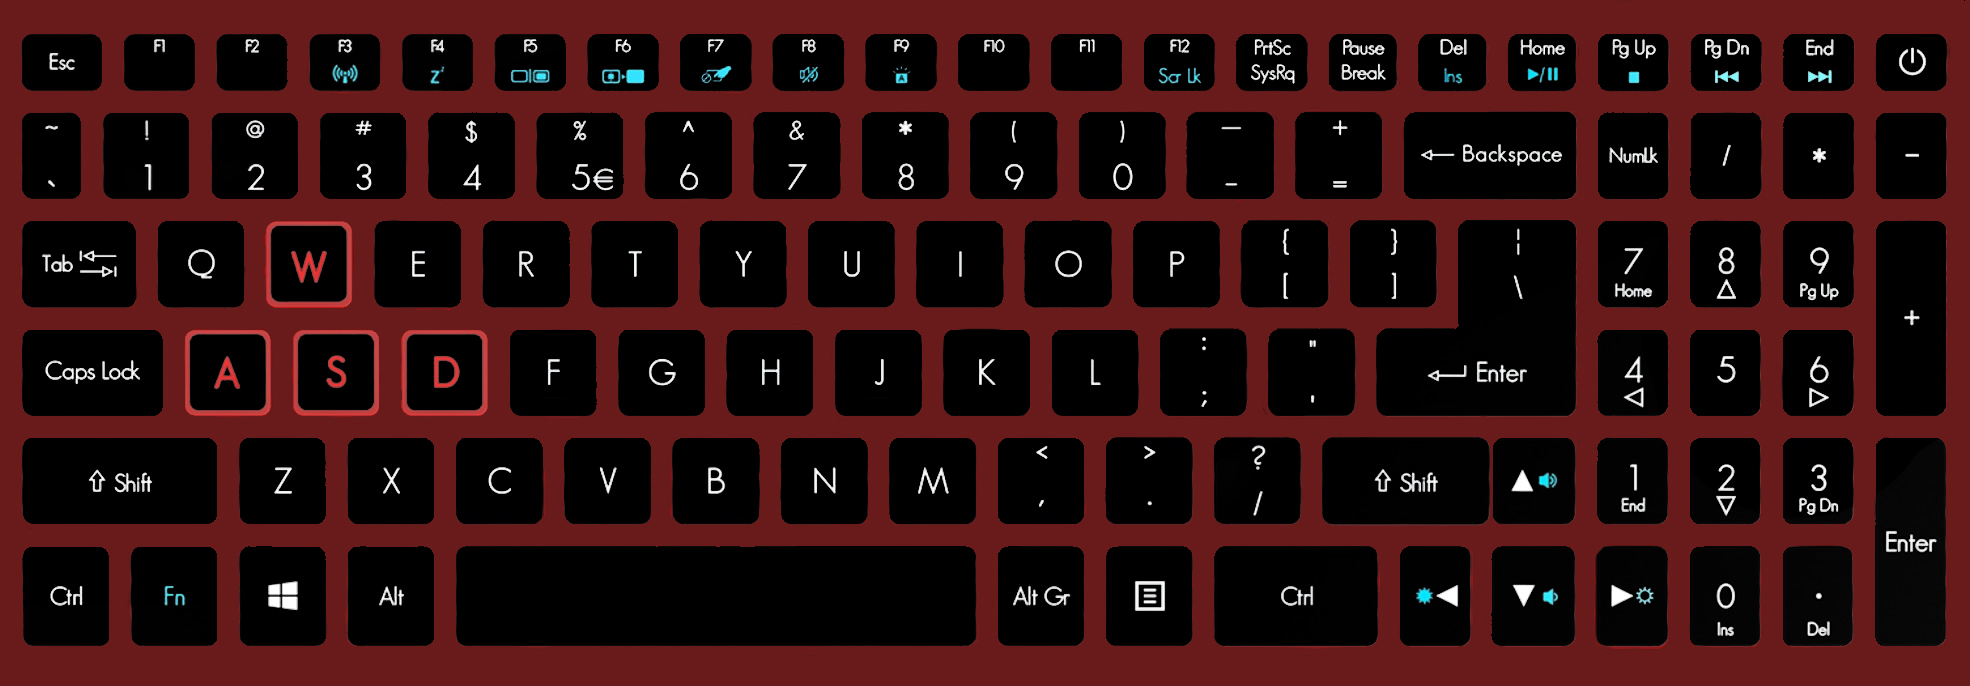 Esc F1 F2 F3 F4 F5 F6 F7 F8 F9 F10 F11 F12 PrtSc Pause Del Home Pg Up Pg Dn End
Z^z A Scr Lk SysRq Break Ins
~ ! @ # $ % ^ & * ( ) — +
` 1 2 3 4 5€ 6 7 8 9 0 - = Backspace NumLk / * -
Tab Q W E R T Y U I O P { [ } ] ¦ \ 7 8 9 +
Home Pg Up
Caps Lock A S D F G H J K L : ; " ' Enter 4 5 6
Shift Z X C V B N M < , > . ? / Shift 1 2 3
End Pg Dn
Enter
Ctrl Fn Alt Alt Gr Ctrl 0 .
Ins Del